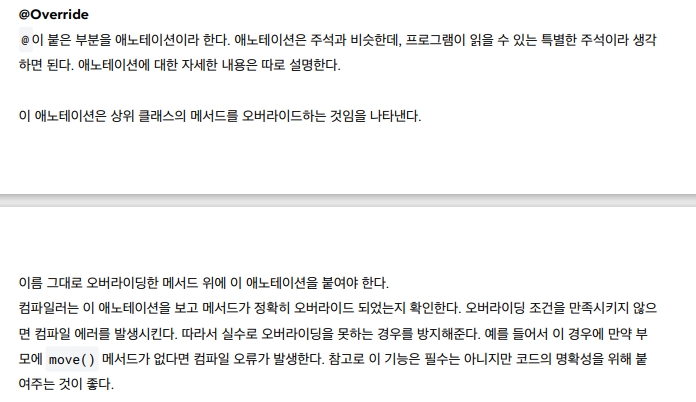 @Override
@이 붙은 부분을 애노테이션이라 한다. 애노테이션은 주석과 비슷한데, 프로그램이 읽을 수 있는 특별한 주석이라 생각
하면 된다. 애노테이션에 대한 자세한 내용은 따로 설명한다.
이 애노테이션은 상위 클래스의 메서드를 오버라이드하는 것임을 나타낸다.
이름 그대로 오버라이딩한 메서드 위에 이 애노테이션을 붙여야 한다.
컴파일러는 이 애노테이션을 보고 메서드가 정확히 오버라이드 되었는지 확인한다. 오버라이딩 조건을 만족시키지 않으
면 컴파일 에러를 발생시킨다. 따라서 실수로 오버라이딩을 못하는 경우를 방지해준다. 예를 들어서 이 경우에 만약 부
모에 move() 메서드가 없다면 컴파일 오류가 발생한다. 참고로 이 기능은 필수는 아니지만 코드의 명확성을 위해 붙
여주는 것이 좋다.